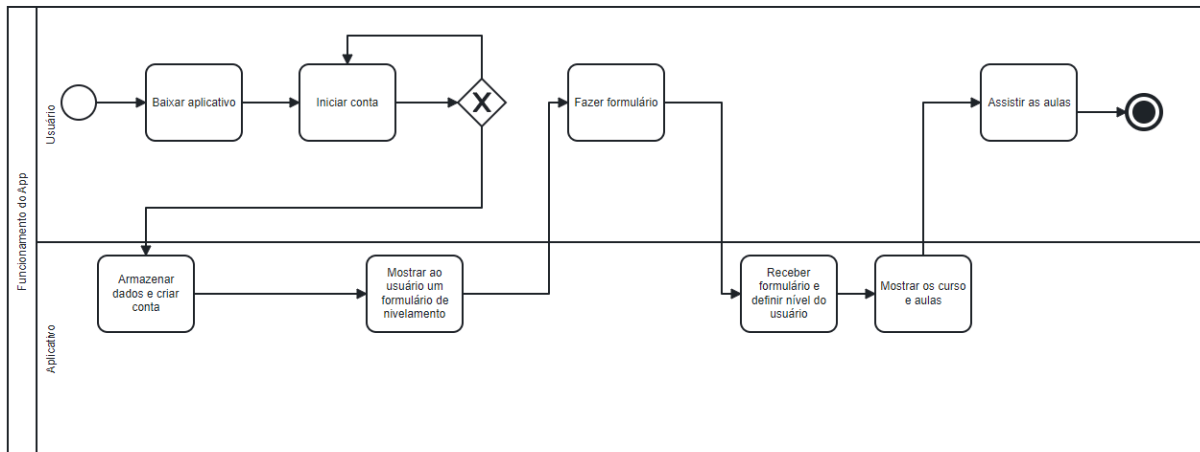 Funcionamento do App
Usuário
Baixar aplicativo
Iniciar conta
Fazer formulário
Assistir as aulas
Aplicativo
Armazenar
dados e criar
conta
Mostrar ao
usuário um
formulário de
nivelamento
Receber
formulário e
definir nível do
usuário
Mostrar os curso
e aulas